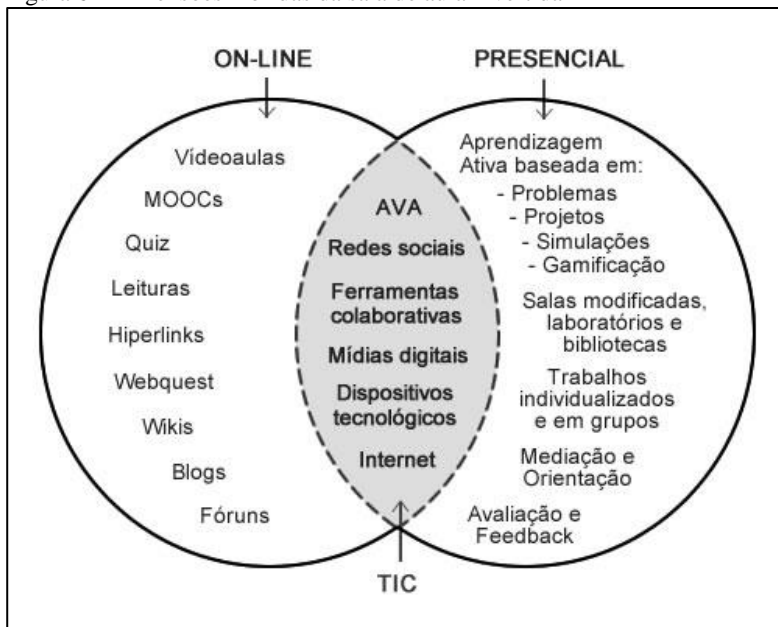 ON-LINE
PRESENCIAL
Vídeoaulas
MOOCs
Quiz
Leituras
Hiperlinks
Webquest
Wikis
Blogs
Fóruns
AVA
Redes sociais
Ferramentas
colaborativas
Mídias digitais
Dispositivos
tecnológicos
Internet
TIC
Aprendizagem
Ativa baseada em:
- Problemas
- Projetos
- Simulações
- Gamificação
Salas modificadas,
laboratórios e
bibliotecas
Trabalhos
individualizados
e em grupos
Mediação e
Orientação
Avaliação e
Feedback